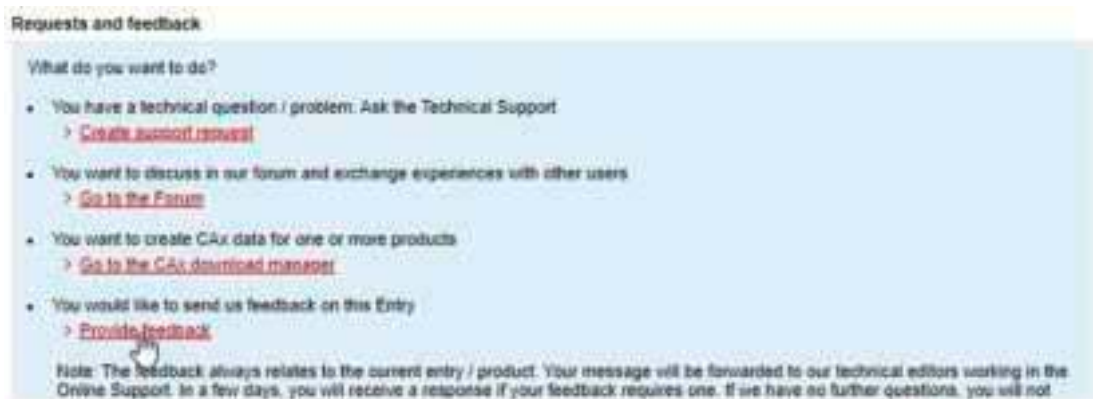 Requests and feedback
What do you want to do?
• You have a technical question / problem: Ask the Technical Support
> Create support request
• You want to discuss in our forum and exchange experiences with other users
> Go to the Forum
• You want to create CAx data for one or more products
> Go to the CAx download manager
• You would like to send us feedback on this Entry
> Provide feedback
Note: The feedback always relates to the current entry / product. Your message will be forwarded to our technical editors working in the
Online Support. In a few days, you will receive a response if your feedback requires one. If we have no further questions, you will not